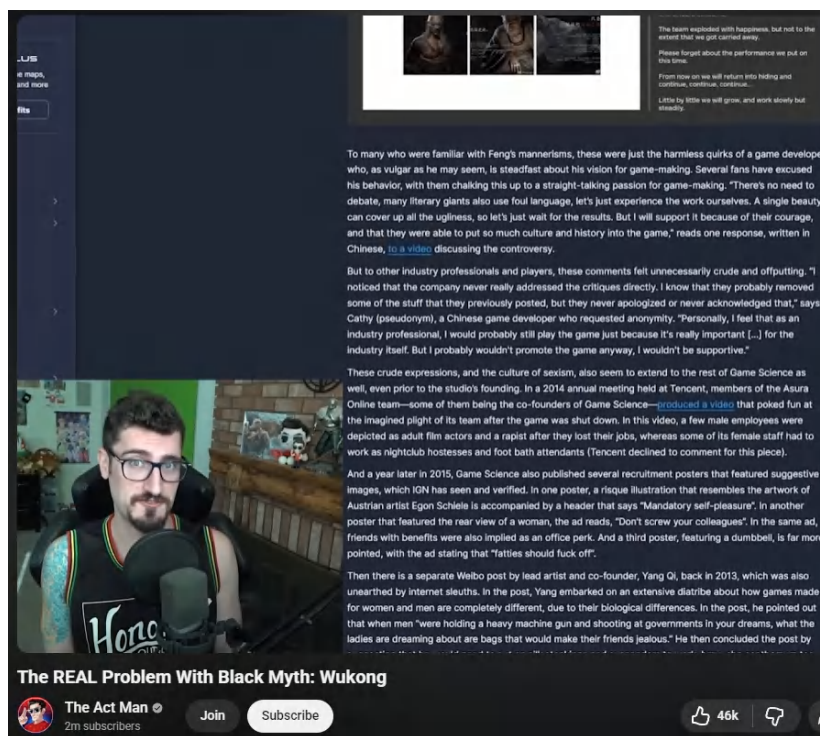 LUS
e maps,
and more
fits
The team exploded with happiness, but not to the
extent that we got carried away.
Please forget about the performance we put on
this time.
From now on we will return into hiding and
continue, continue, continue...
Little by little we will grow, and work slowly but
steadily.
To many who were familiar with Feng's mannerisms, these were just the harmless quirks of a game develope
who, as vulgar as he may seem, is steadfast about his vision for game-making. Several fans have excused
his behavior, with them chalking this up to a straight-talking passion for game-making. "There's no need to
debate, many literary giants also use foul language, let's just experience the work ourselves. A single beauty
can cover up all the ugliness, so let's just wait for the results. But I will support it because of their courage,
and that they were able to put so much culture and history into the game," reads one response, written in
Chinese, to a video discussing the controversy.
But to other industry professionals and players, these comments felt unnecessarily crude and offputting. "I
noticed that the company never really addressed the critiques directly. I know that they probably removed
some of the stuff that they previously posted, but they never apologized or never acknowledged that," says
Cathy (pseudonym), a Chinese game developer who requested anonymity. "Personally, I feel that as an
industry professional, I would probably still play the game just because it's really important [...] for the
industry itself. But I probably wouldn't promote the game anyway, I wouldn't be supportive."
These crude expressions, and the culture of sexism, also seem to extend to the rest of Game Science as
well, even prior to the studio's founding. In a 2014 annual meeting held at Tencent, members of the Asura
Online team—some of them being the co-founders of Game Science—produced a video that poked fun at
the imagined plight of its team after the game was shut down. In this video, a few male employees were
depicted as adult film actors and a rapist after they lost their jobs, whereas some of its female staff had to
work as nightclub hostesses and foot bath attendants (Tencent declined to comment for this piece).
And a year later in 2015, Game Science also published several recruitment posters that featured suggestive
images, which IGN has seen and verified. In one poster, a risque illustration that resembles the artwork of
Austrian artist Egon Schiele is accompanied by a header that says "Mandatory self-pleasure". In another
poster that featured the rear view of a woman, the ad reads, "Don't screw your colleagues". In the same ad,
friends with benefits were also implied as an office perk. And a third poster, featuring a dumbbell, is far more
pointed, with the ad stating that "fatties should fuck off".
Then there is a separate Weibo post by lead artist and co-founder, Yang Qi, back in 2013, which was also
unearthed by internet sleuths. In the post, Yang embarked on an extensive diatribe about how games made
for women and men are completely different, due to their biological differences. In the post, he pointed out
that when men "were holding a heavy machine gun and shooting at governments in your dreams, what the
ladies are dreaming about are bags that would make their friends jealous." He then concluded the post by
Hong
The REAL Problem With Black Myth: Wukong
The Act Man
2m subscribers
Join
Subscribe
46k